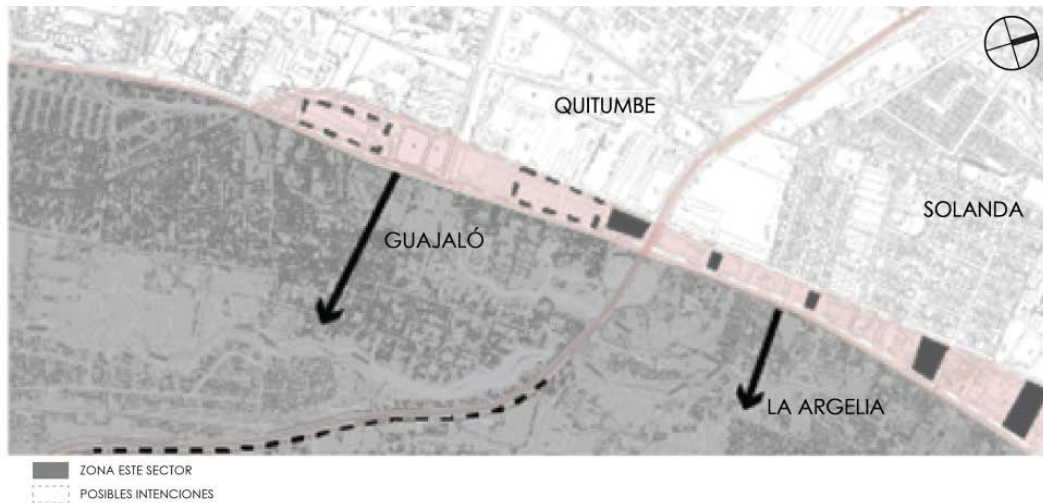 QUITUMBE
SOLANDA
GUAJALÓ
LA ARGELIA
ZONA ESTE SECTOR
POSIBLES INTENCIONES